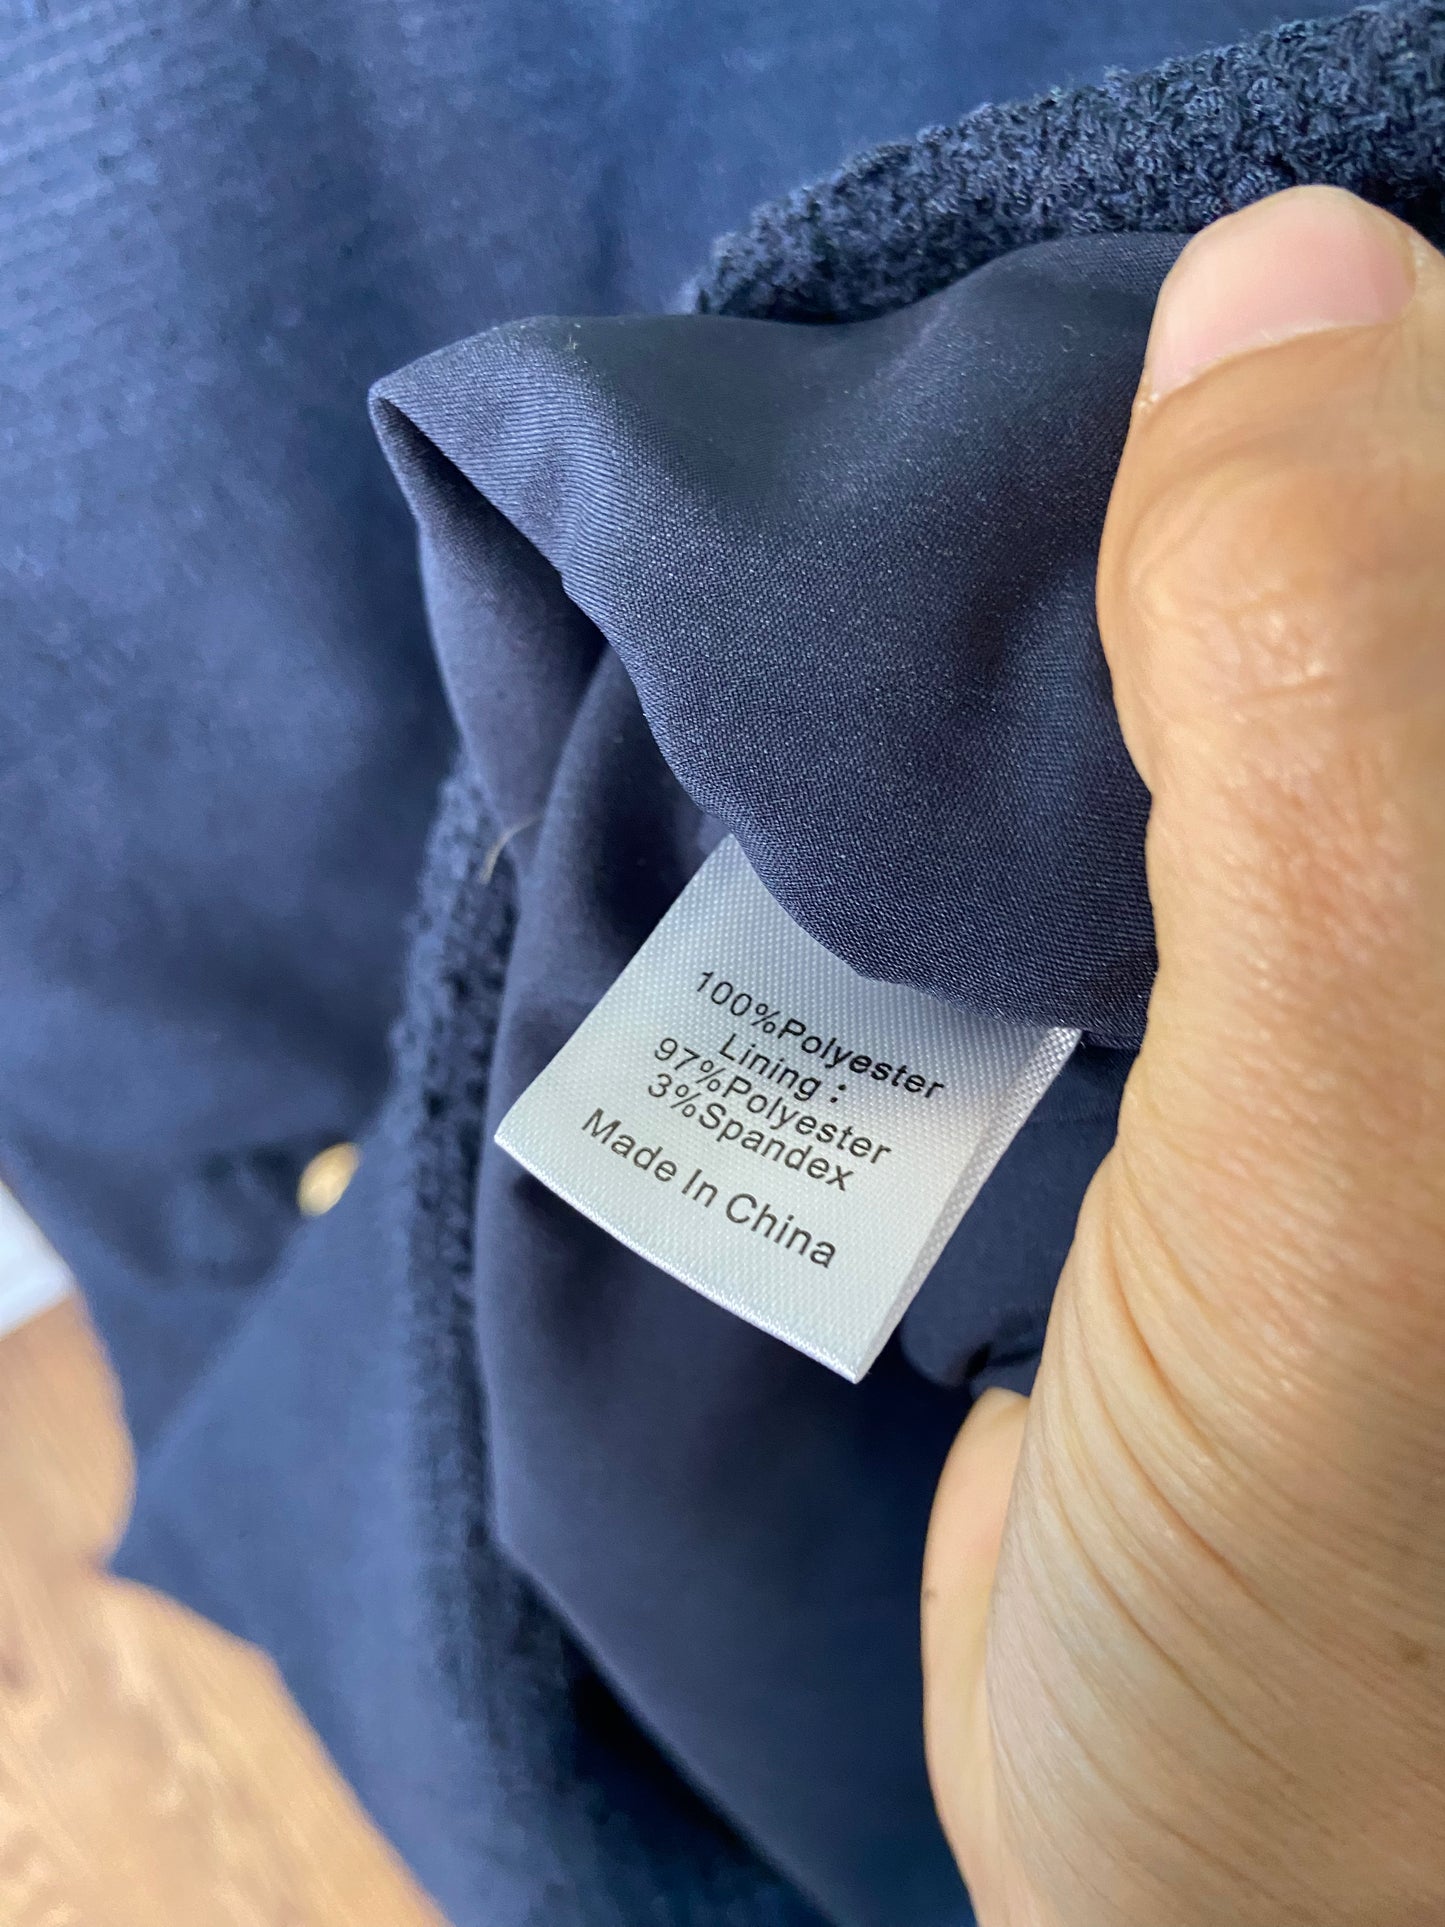 100%Polyester
Lining :
97%Polyester
3%Spandex
Made In China